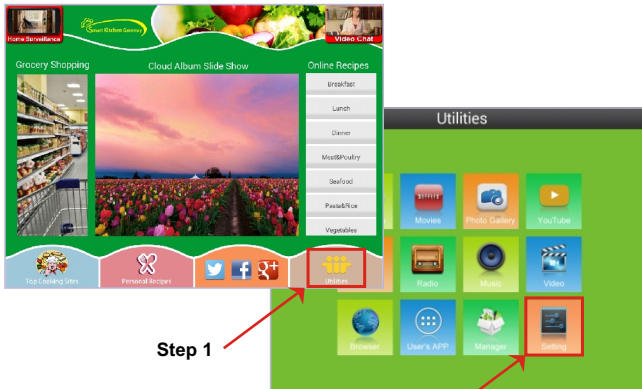 Smart Kitchen Gourmet
Home Surveillance
Video Chat
Grocery Shopping
Cloud Album Slide Show
Online Recipes
Breakfast
Lunch
Dinner
Meat&Poultry
Seafood
Pasta&Rice
Vegetables
Top Cooking Sites
Personal Recipes
Utilities
Step 1
Utilities
Movies
Photo Gallery
YouTube
Radio
Music
Video
Browser
User's APP
Manager
Setting